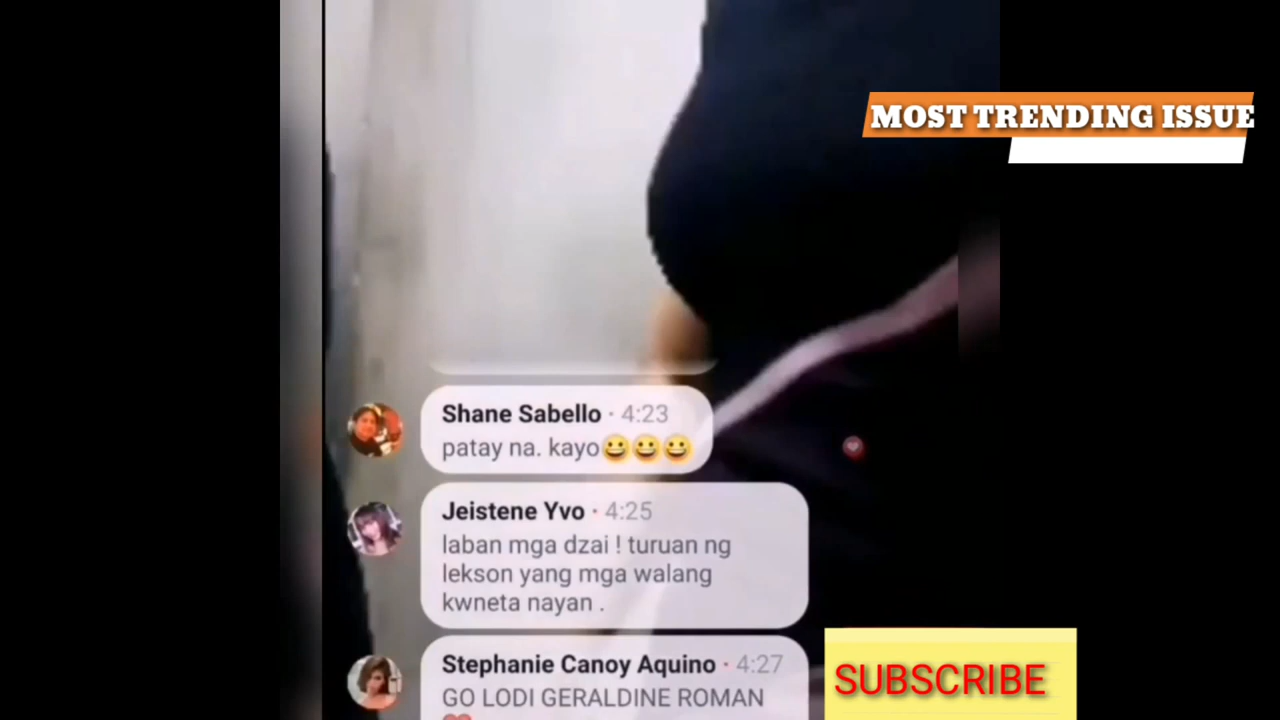 MOST TRENDING ISSUE
Shane Sabello · 4:23
patay na. kayo😀😀😀
Jeistene Yvo · 4:25
laban mga dzai ! turuan ng
lekson yang mga walang
kwneta nayan .
Stephanie Canoy Aquino · 4:27
GO LODI GERALDINE ROMAN
SUBSCRIBE